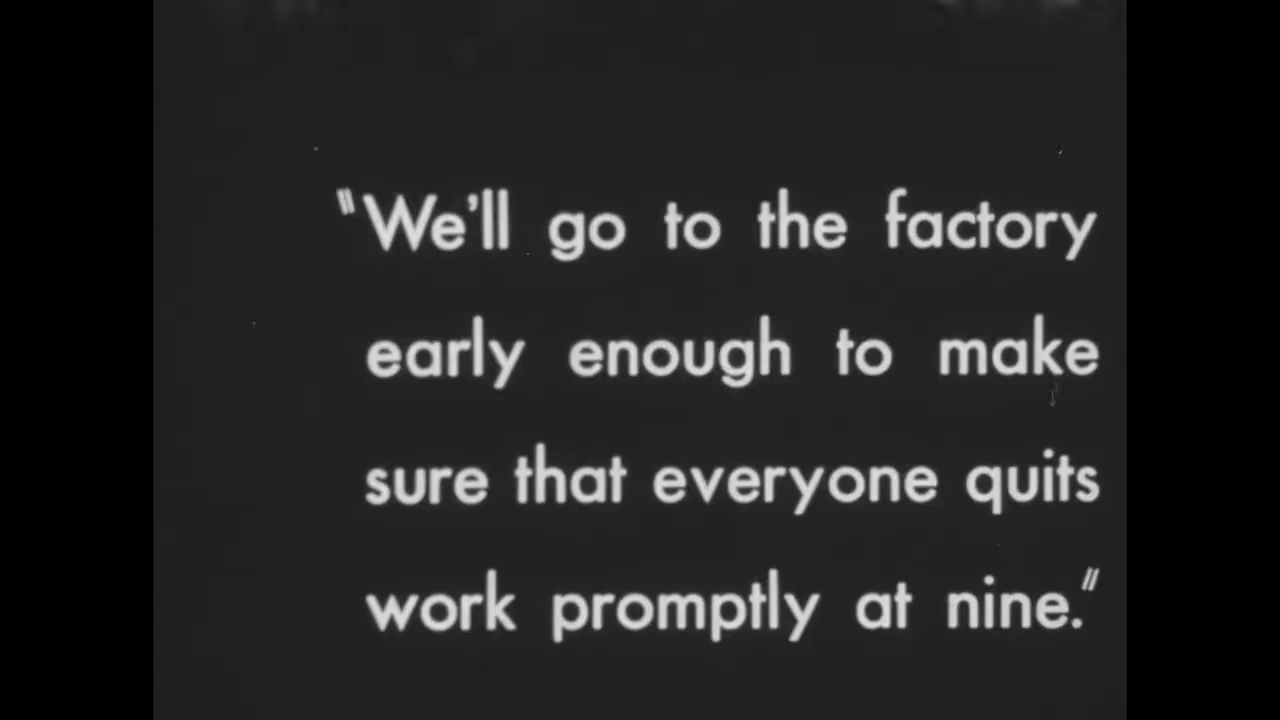 "We'll go to the factory
early enough to make
sure that everyone quits
work promptly at nine."